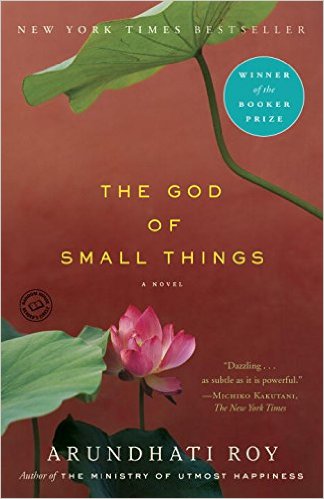 NEW YORK TIMES BESTSELLER
WINNER
of the
BOOKER
PRIZE
THE GOD
OF
SMALL THINGS
A NOVEL
"Dazzling . . .
as subtle as it is powerful."
—MICHIKO KAKUTANI,
The New York Times
ARUNDHATI ROY
Author of THE MINISTRY OF UTMOST HAPPINESS